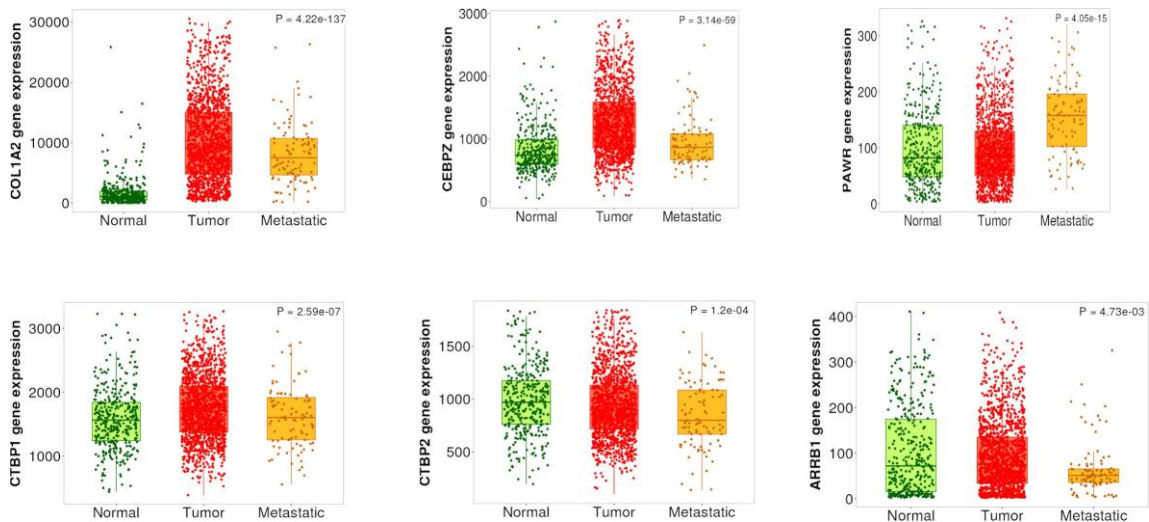 COL1A2 gene expression
P = 4.22e-137
30000
20000
10000
0
Normal Tumor Metastatic
CEBPZ gene expression
P = 3.14e-59
3000
2000
1000
0
Normal Tumor Metastatic
PAWR gene expression
P = 4.05e-15
300
200
100
0
Normal Tumor Metastatic
CTBP1 gene expression
P = 2.59e-07
3000
2000
1000
Normal Tumor Metastatic
CTBP2 gene expression
P = 1.2e-04
1500
1000
500
Normal Tumor Metastatic
ARRB1 gene expression
P = 4.73e-03
400
300
200
100
0
Normal Tumor Metastatic